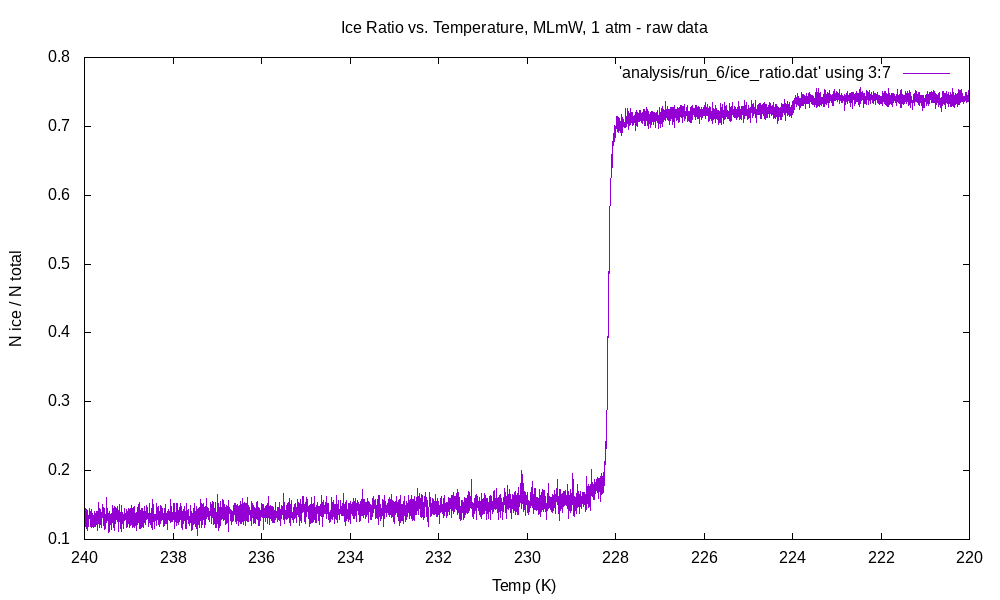 Ice Ratio vs. Temperature, MLmW, 1 atm - raw data
'analysis/run_6/ice_ratio.dat' using 3:7
0.8
0.7
0.6
0.5
0.4
0.3
0.2
0.1
N ice / N total
240 238 236 234 232 230 228 226 224 222 220
Temp (K)